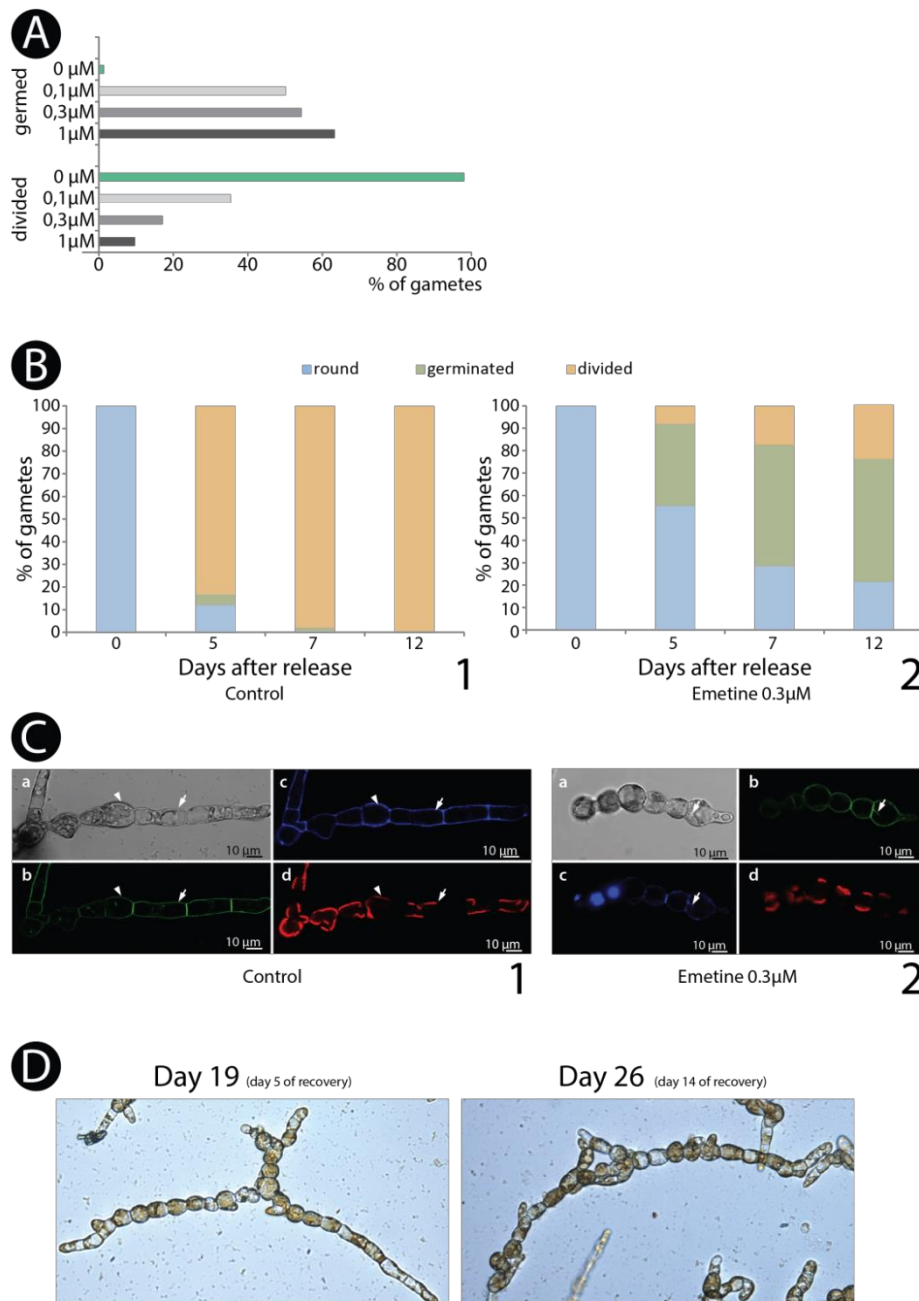 A
germed
0 µM
0,1µM
0,3µM
1µM
divided
0 µM
0,1µM
0,3µM
1µM
0 20 40 60 80 100
% of gametes
B
round germinated divided
% of gametes
100
90
80
70
60
50
40
30
20
10
0
0 5 7 12
Days after release
Control
1
% of gametes
100
90
80
70
60
50
40
30
20
10
0
0 5 7 12
Days after release
Emetine 0.3µM
2
C
a
10 µm
c
10 µm
b
10 µm
d
10 µm
Control
1
a
10 µm
b
10 µm
c
10 µm
d
10 µm
Emetine 0.3µM
2
D
Day 19 (day 5 of recovery)
Day 26 (day 14 of recovery)